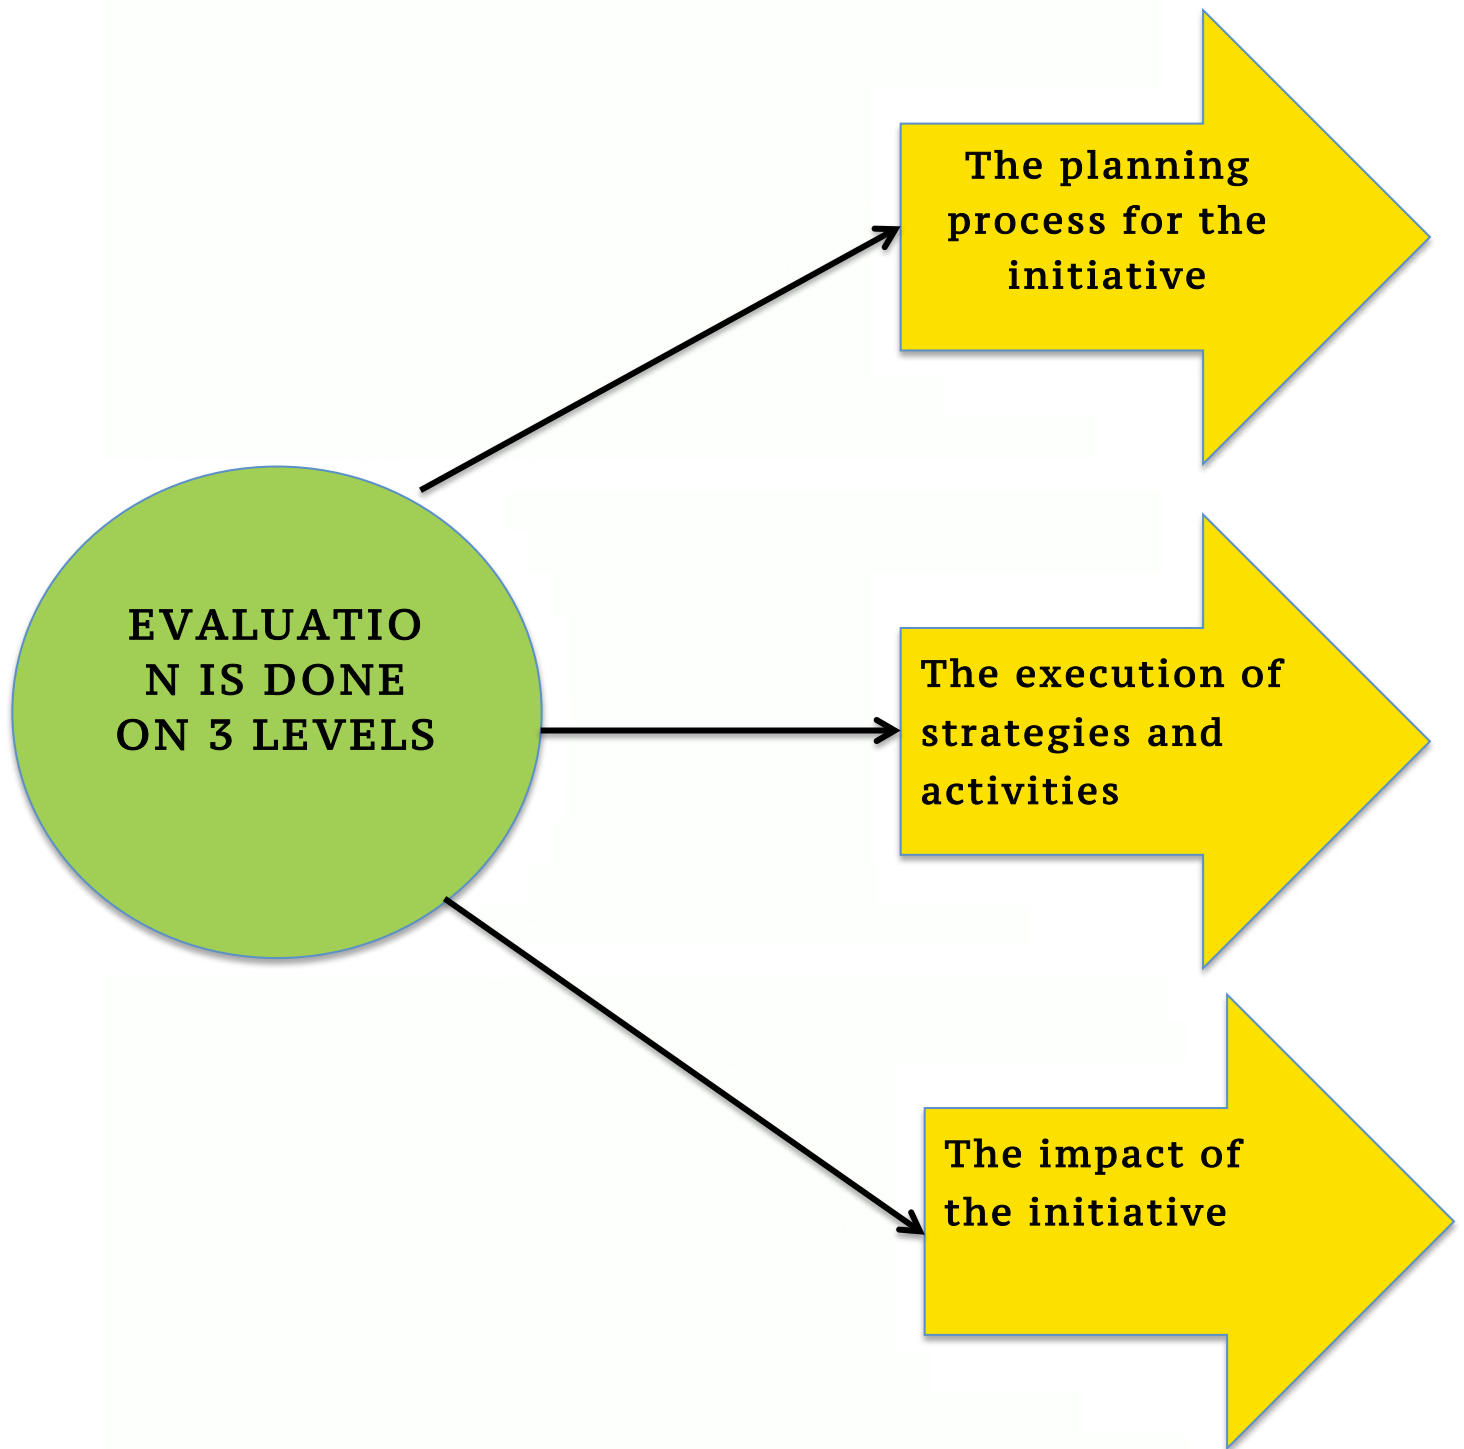 EVALUATIO
N IS DONE
ON 3 LEVELS
The planning
process for the
initiative
The execution of
strategies and
activities
The impact of
the initiative